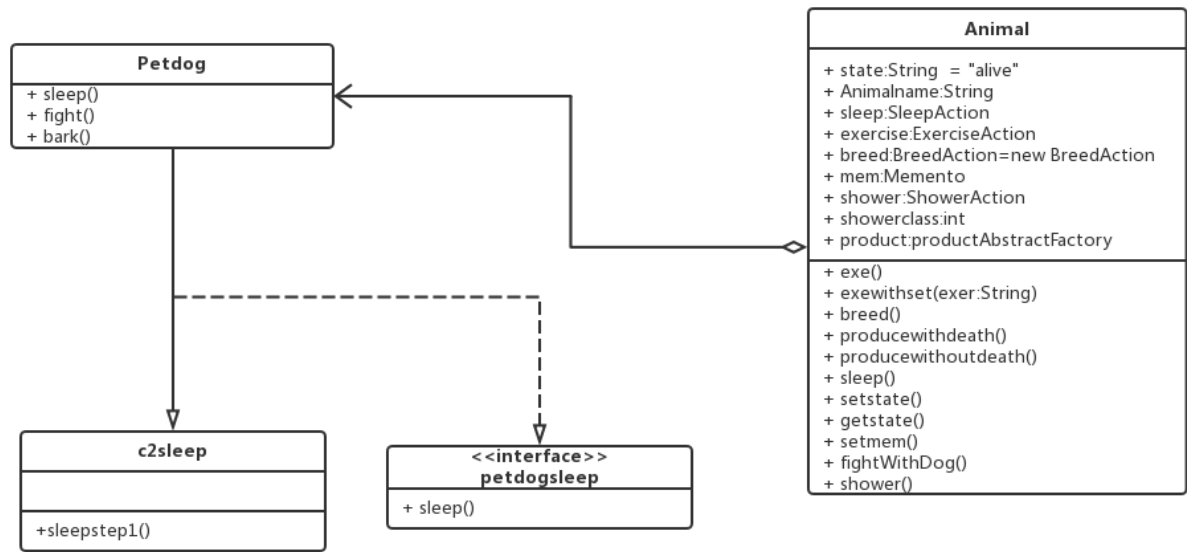 Petdog
+ sleep()
+ fight()
+ bark()
Animal
+ state:String = "alive"
+ Animalname:String
+ sleep:SleepAction
+ exercise:ExerciseAction
+ breed:BreedAction=new BreedAction
+ mem:Memento
+ shower:ShowerAction
+ showerclass:int
+ product:productAbstractFactory
+ exe()
+ exewithset(exer:String)
+ breed()
+ producewithdeath()
+ producewithoutdeath()
+ sleep()
+ setstate()
+ getstate()
+ setmem()
+ fightWithDog()
+ shower()
c2sleep
+sleepstep1()
<<interface>>
petdogsleep
+ sleep()